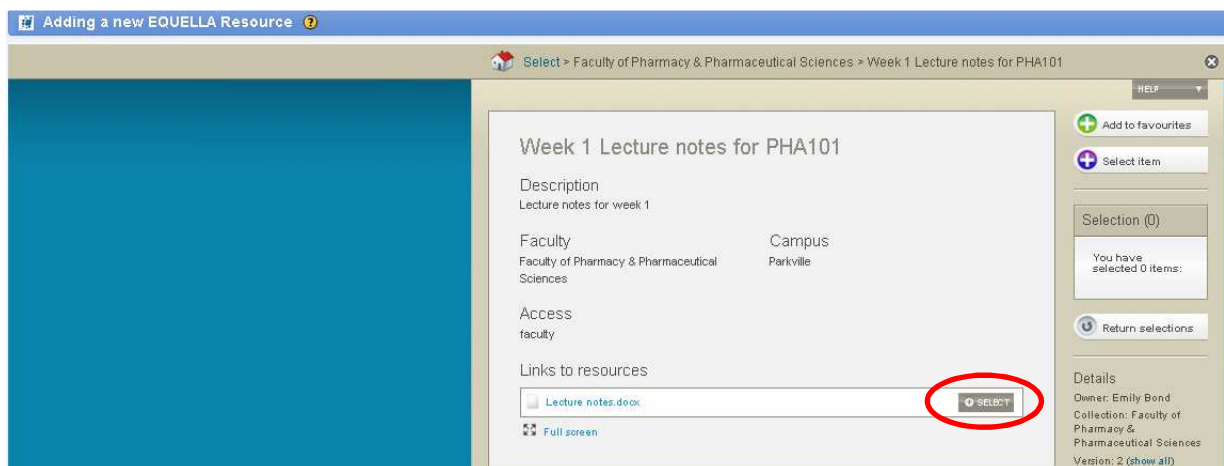 Adding a new EQUELLA Resource ?
Select > Faculty of Pharmacy & Pharmaceutical Sciences > Week 1 Lecture notes for PHA101
HELP
Add to favourites
Select item
Week 1 Lecture notes for PHA101
Description
Lecture notes for week 1
Faculty
Campus
Faculty of Pharmacy & Pharmaceutical
Sciences
Parkville
Access
faculty
Links to resources
Lecture notes.docx
SELECT
Full screen
Selection (0)
You have
selected 0 items:
Return selections
Details
Owner: Emily Bond
Collection: Faculty of
Pharmacy &
Pharmaceutical Sciences
Version: 2 (show all)